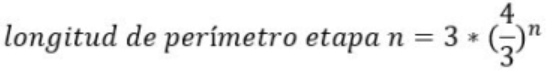 longitud de perímetro etapa n = 3 * (4/3)^n